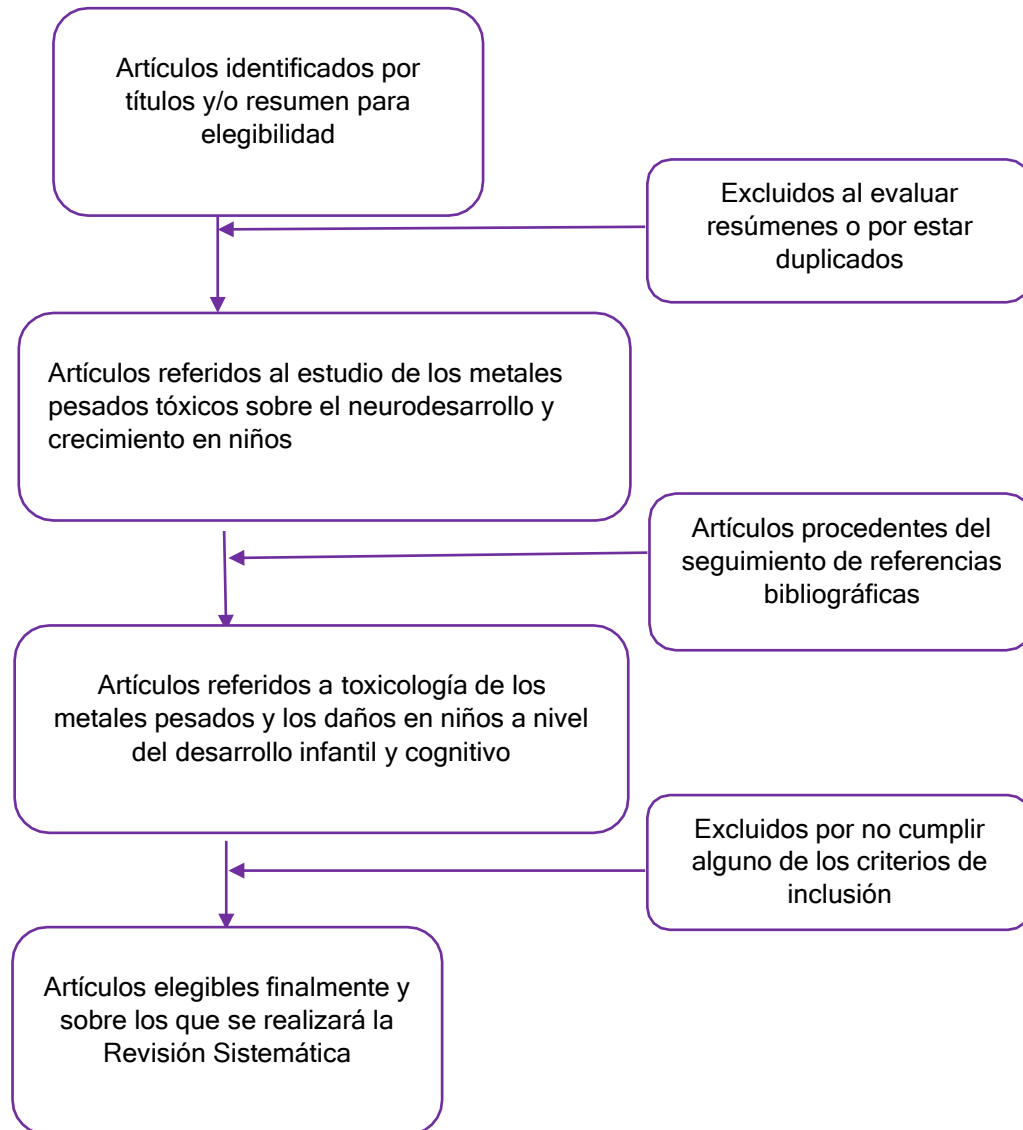 Artículos identificados por
títulos y/o resumen para
elegibilidad
Excluidos al evaluar
resúmenes o por estar
duplicados
Artículos referidos al estudio de los metales
pesados tóxicos sobre el neurodesarrollo y
crecimiento en niños
Artículos procedentes del
seguimiento de referencias
bibliográficas
Artículos referidos a toxicología de los
metales pesados y los daños en niños a nivel
del desarrollo infantil y cognitivo
Excluidos por no cumplir
alguno de los criterios de
inclusión
Artículos elegibles finalmente y
sobre los que se realizará la
Revisión Sistemática